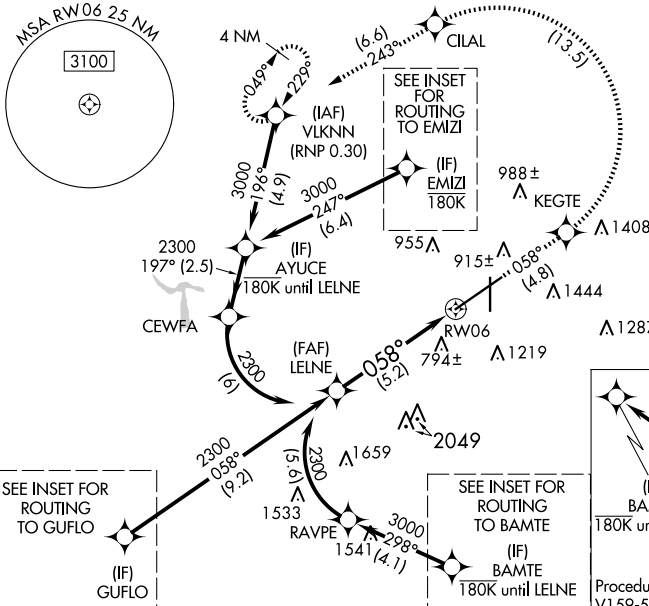 MSA RW06 25 NM
3100
4 NM
049°
229°
(6.6)
243°
CILAL
(13.5)
(IAF)
VLKNN
(RNP 0.30)
SEE INSET
FOR
ROUTING
TO EMIZI
(IF)
EMIZI
180K
3000
196°
(4.9)
3000
247°
(6.4)
988±
KEGTE
1408
955
915±
058°
(4.8)
1444
2300
197° (2.5)
(IF)
AYUCE
180K until LELNE
CEWFA
RW06
794±
1219
1287
(FAF)
LELNE
058°
(5.2)
2300
(6)
2049
2300
058°
(9.2)
2300
(5.6)
1659
1533
RAVPE
1541
3000
298°
(4.1)
SEE INSET FOR
ROUTING
TO GUFLO
(IF)
GUFLO
SEE INSET FOR
ROUTING
TO BAMTE
(IF)
BAMTE
180K until LELNE
(
BA
180K un
Procedu